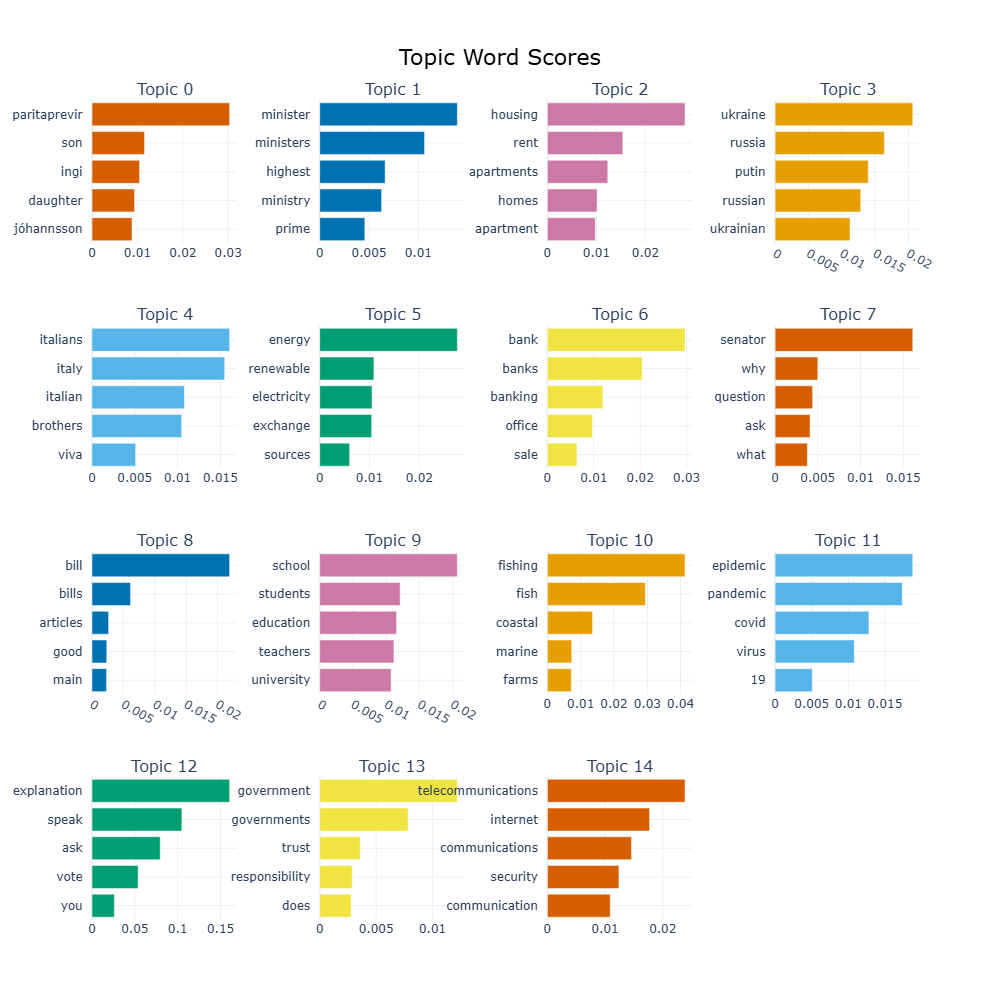 Topic Word Scores
Topic 0
paritaprevir
son
ingi
daughter
jóhannsson
0 0.01 0.02 0.03
Topic 1
minister
ministers
highest
ministry
prime
0 0.005 0.01
Topic 2
housing
rent
apartments
homes
apartment
0 0.01 0.02
Topic 3
ukraine
russia
putin
russian
ukrainian
0 0.005 0.01 0.015 0.02
Topic 4
italians
italy
italian
brothers
viva
0 0.005 0.01 0.015
Topic 5
energy
renewable
electricity
exchange
sources
0 0.01 0.02
Topic 6
bank
banks
banking
office
sale
0 0.01 0.02 0.03
Topic 7
senator
why
question
ask
what
0 0.005 0.01 0.015
Topic 8
bill
bills
articles
good
main
0 0.005 0.01 0.015 0.02
Topic 9
school
students
education
teachers
university
0 0.005 0.01 0.015 0.02
Topic 10
fishing
fish
coastal
marine
farms
0 0.01 0.02 0.03 0.04
Topic 11
epidemic
pandemic
covid
virus
19
0 0.005 0.01 0.015
Topic 12
explanation
speak
ask
vote
you
0 0.05 0.1 0.15
Topic 13
government
governments
trust
responsibility
does
0 0.005 0.01
Topic 14
telecommunications
internet
communications
security
communication
0 0.01 0.02